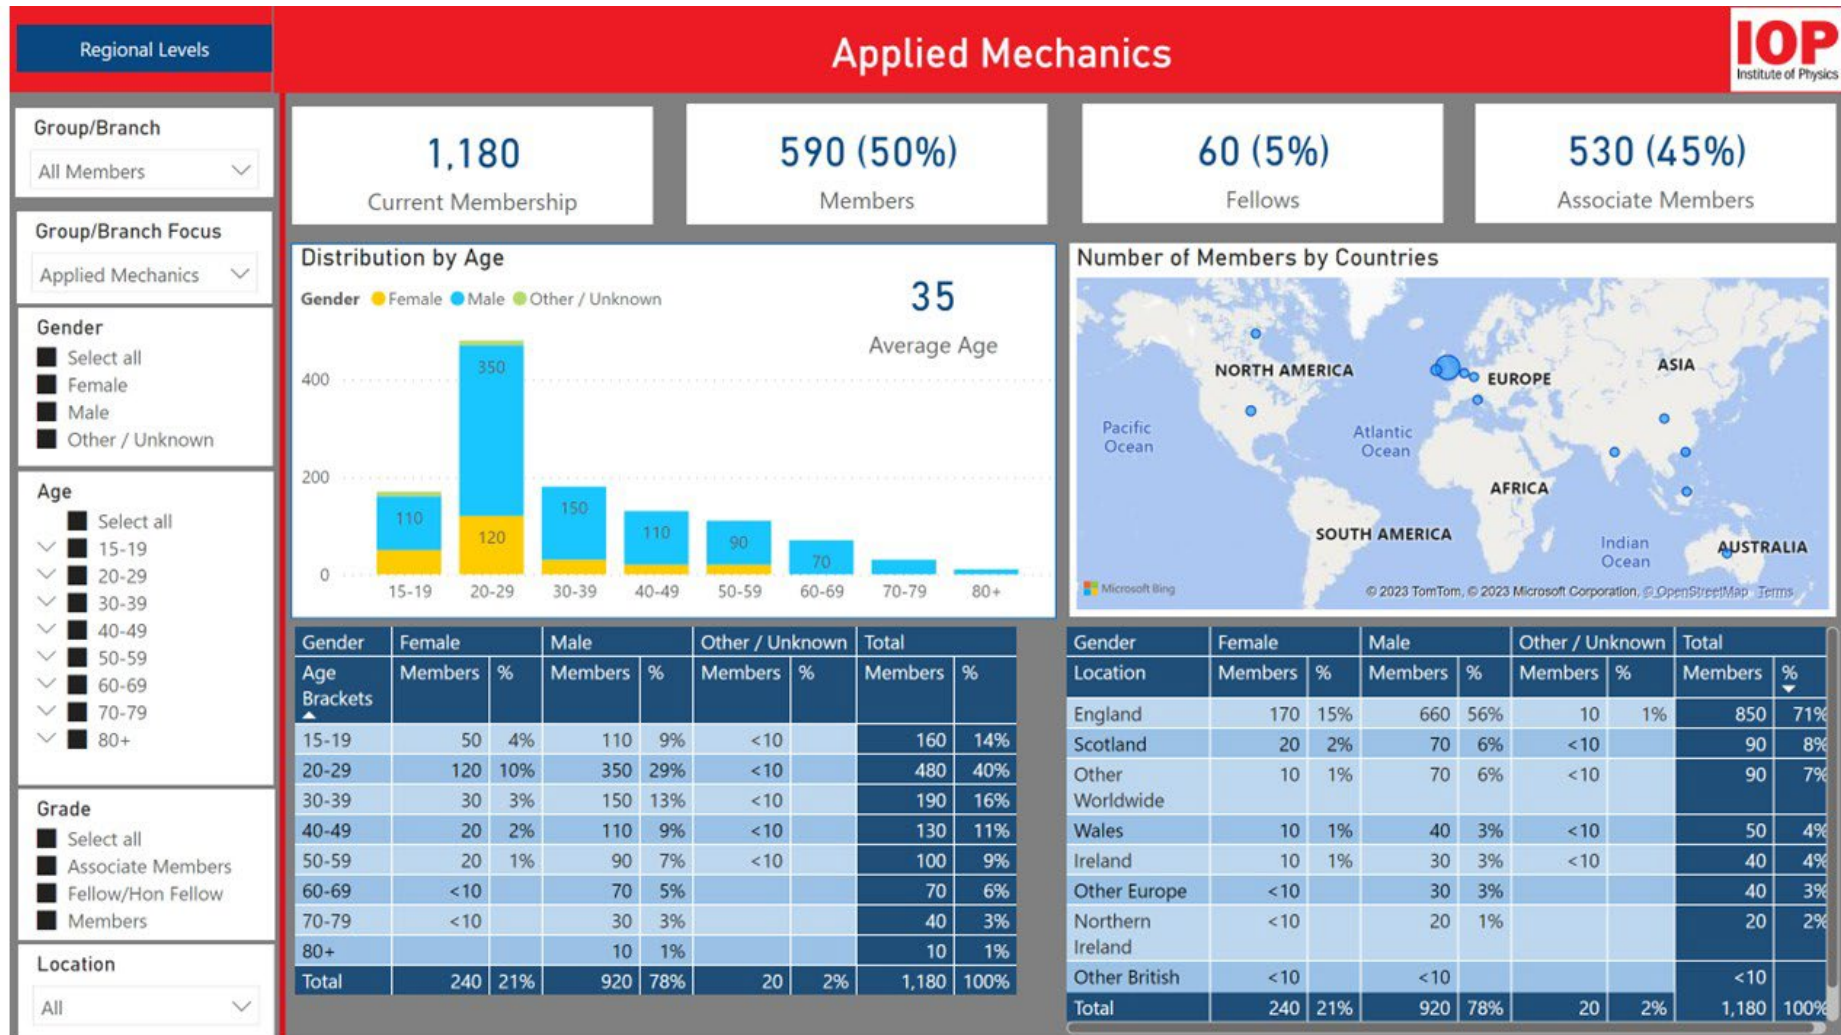 Regional Levels
Applied Mechanics
IOP
Institute of Physics
Group/Branch
All Members
Group/Branch Focus
Applied Mechanics
Gender
Select all
Female
Male
Other / Unknown
Age
Select all
15-19
20-29
30-39
40-49
50-59
60-69
70-79
80+
Grade
Select all
Associate Members
Fellow/Hon Fellow
Members
Location
All
1,180
Current Membership
590 (50%)
Members
60 (5%)
Fellows
530 (45%)
Associate Members
Distribution by Age
Gender Female Male Other / Unknown
35
Average Age
400
200
0
350
110
120
150
110
90
70
15-19 20-29 30-39 40-49 50-59 60-69 70-79 80+
Number of Members by Countries
NORTH AMERICA
EUROPE
ASIA
Pacific
Ocean
Atlantic
Ocean
AFRICA
SOUTH AMERICA
Indian
Ocean
AUSTRALIA
Microsoft Bing
© 2023 TomTom, © 2023 Microsoft Corporation, © OpenStreetMap Terms
Gender Female Male Other / Unknown Total
Age Brackets Members % Members % Members % Members %
15-19 50 4% 110 9% <10 160 14%
20-29 120 10% 350 29% <10 480 40%
30-39 30 3% 150 13% <10 190 16%
40-49 20 2% 110 9% <10 130 11%
50-59 20 1% 90 7% <10 100 9%
60-69 <10 70 5% 70 6%
70-79 <10 30 3% 40 3%
80+ 10 1% 10 1%
Total 240 21% 920 78% 20 2% 1,180 100%
Gender Female Male Other / Unknown Total
Location Members % Members % Members % Members %
England 170 15% 660 56% 10 1% 850 71%
Scotland 20 2% 70 6% <10 90 8%
Other Worldwide 10 1% 70 6% <10 90 7%
Wales 10 1% 40 3% <10 50 4%
Ireland 10 1% 30 3% <10 40 4%
Other Europe <10 30 3% 40 3%
Northern Ireland <10 20 1% 20 2%
Other British <10 <10 <10
Total 240 21% 920 78% 20 2% 1,180 100%